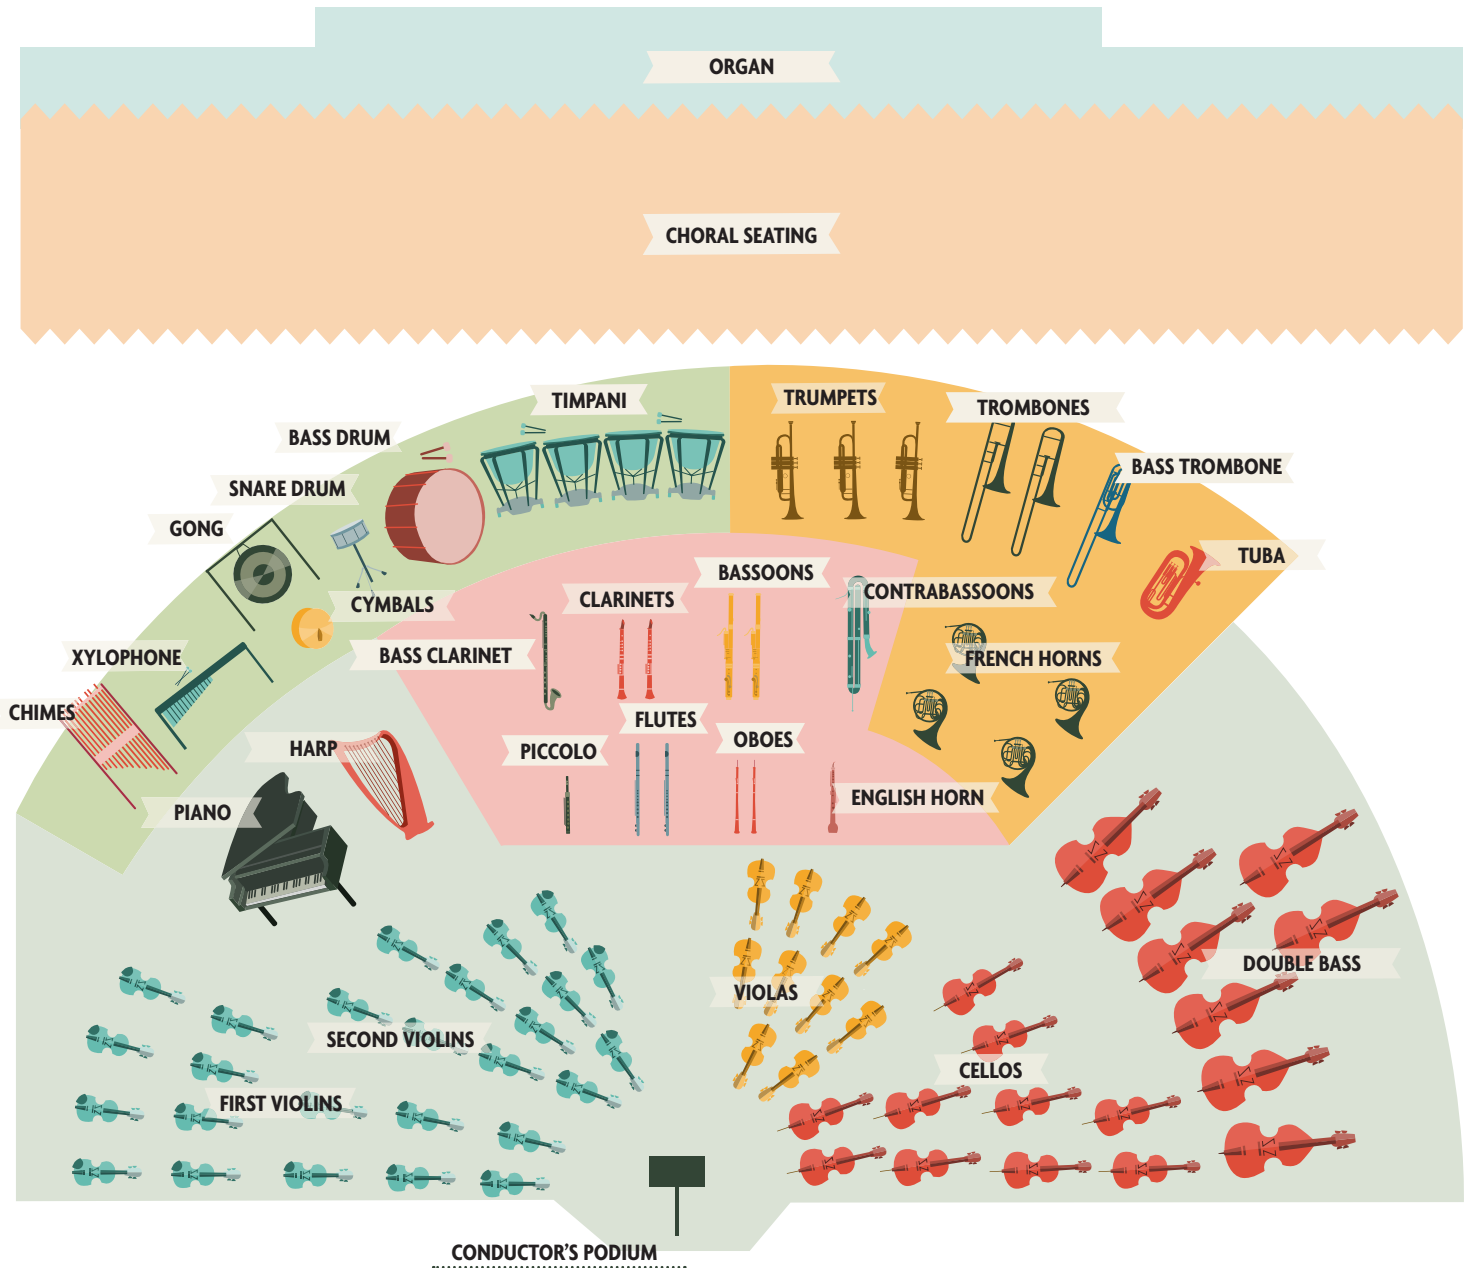 ORGAN
CHORAL SEATING
TIMPANI
TRUMPETS
TROMBONES
BASS DRUM
BASS TROMBONE
SNARE DRUM
GONG
TUBA
BASSOONS
CONTRABASSOONS
CLARINETS
CYMBALS
XYLOPHONE
BASS CLARINET
FRENCH HORNS
CHIMES
FLUTES
HARP
PICCOLO
OBOES
ENGLISH HORN
PIANO
DOUBLE BASS
VIOLAS
SECOND VIOLINS
CELLOS
FIRST VIOLINS
CONDUCTOR’S PODIUM